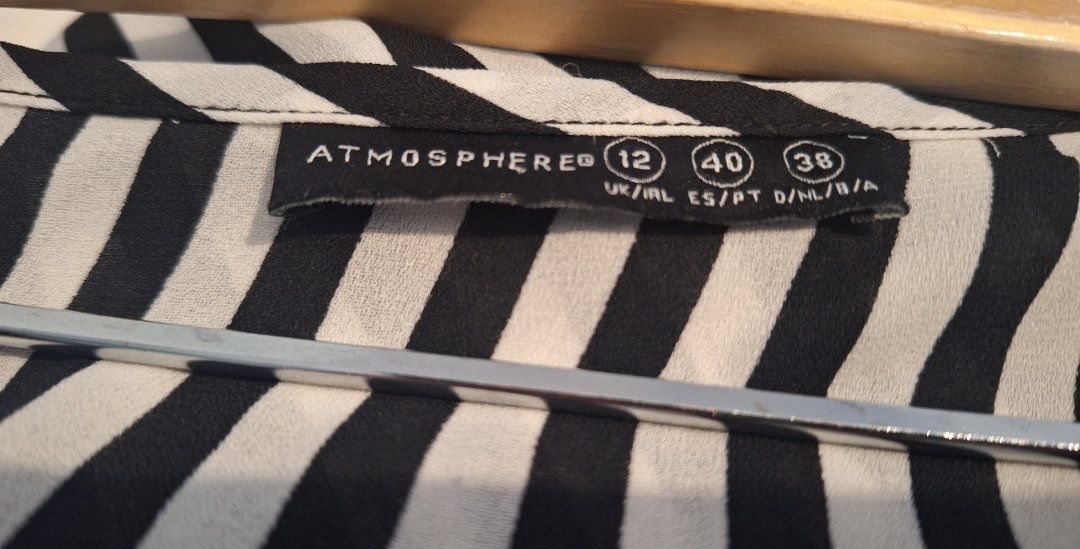 ATMOSPHERE® 12 40 38
UK/IRL ES/PT D/NL/B/A